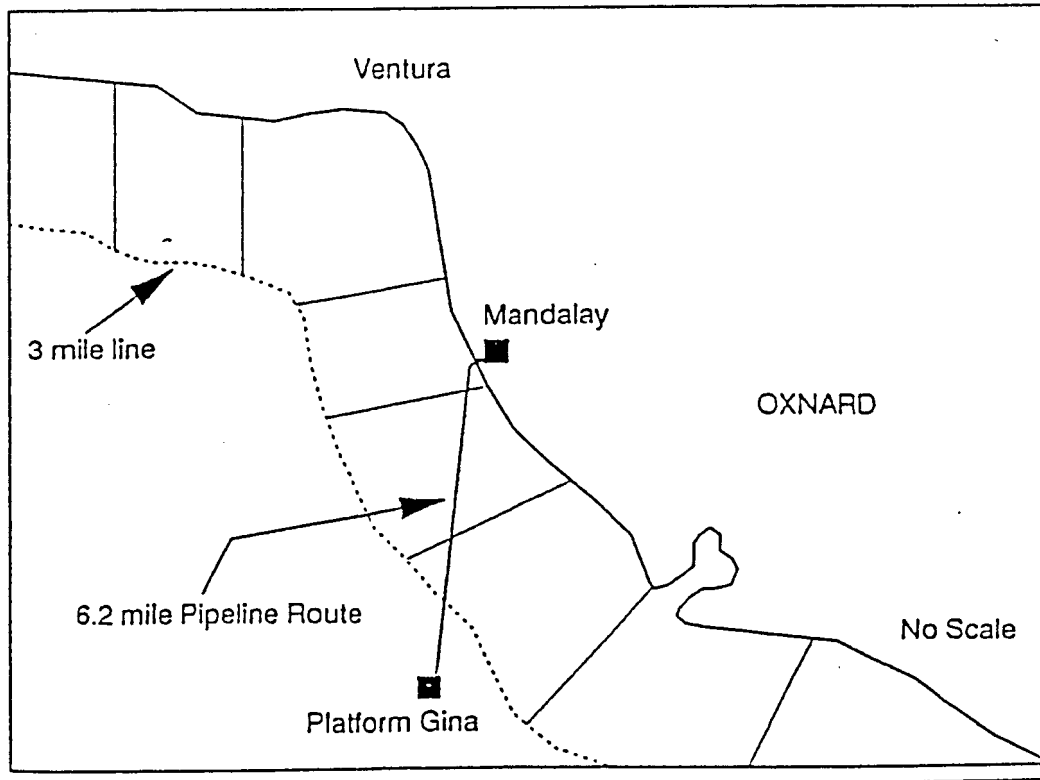 Ventura
Mandalay
3 mile line
OXNARD
6.2 mile Pipeline Route
No Scale
Platform Gina